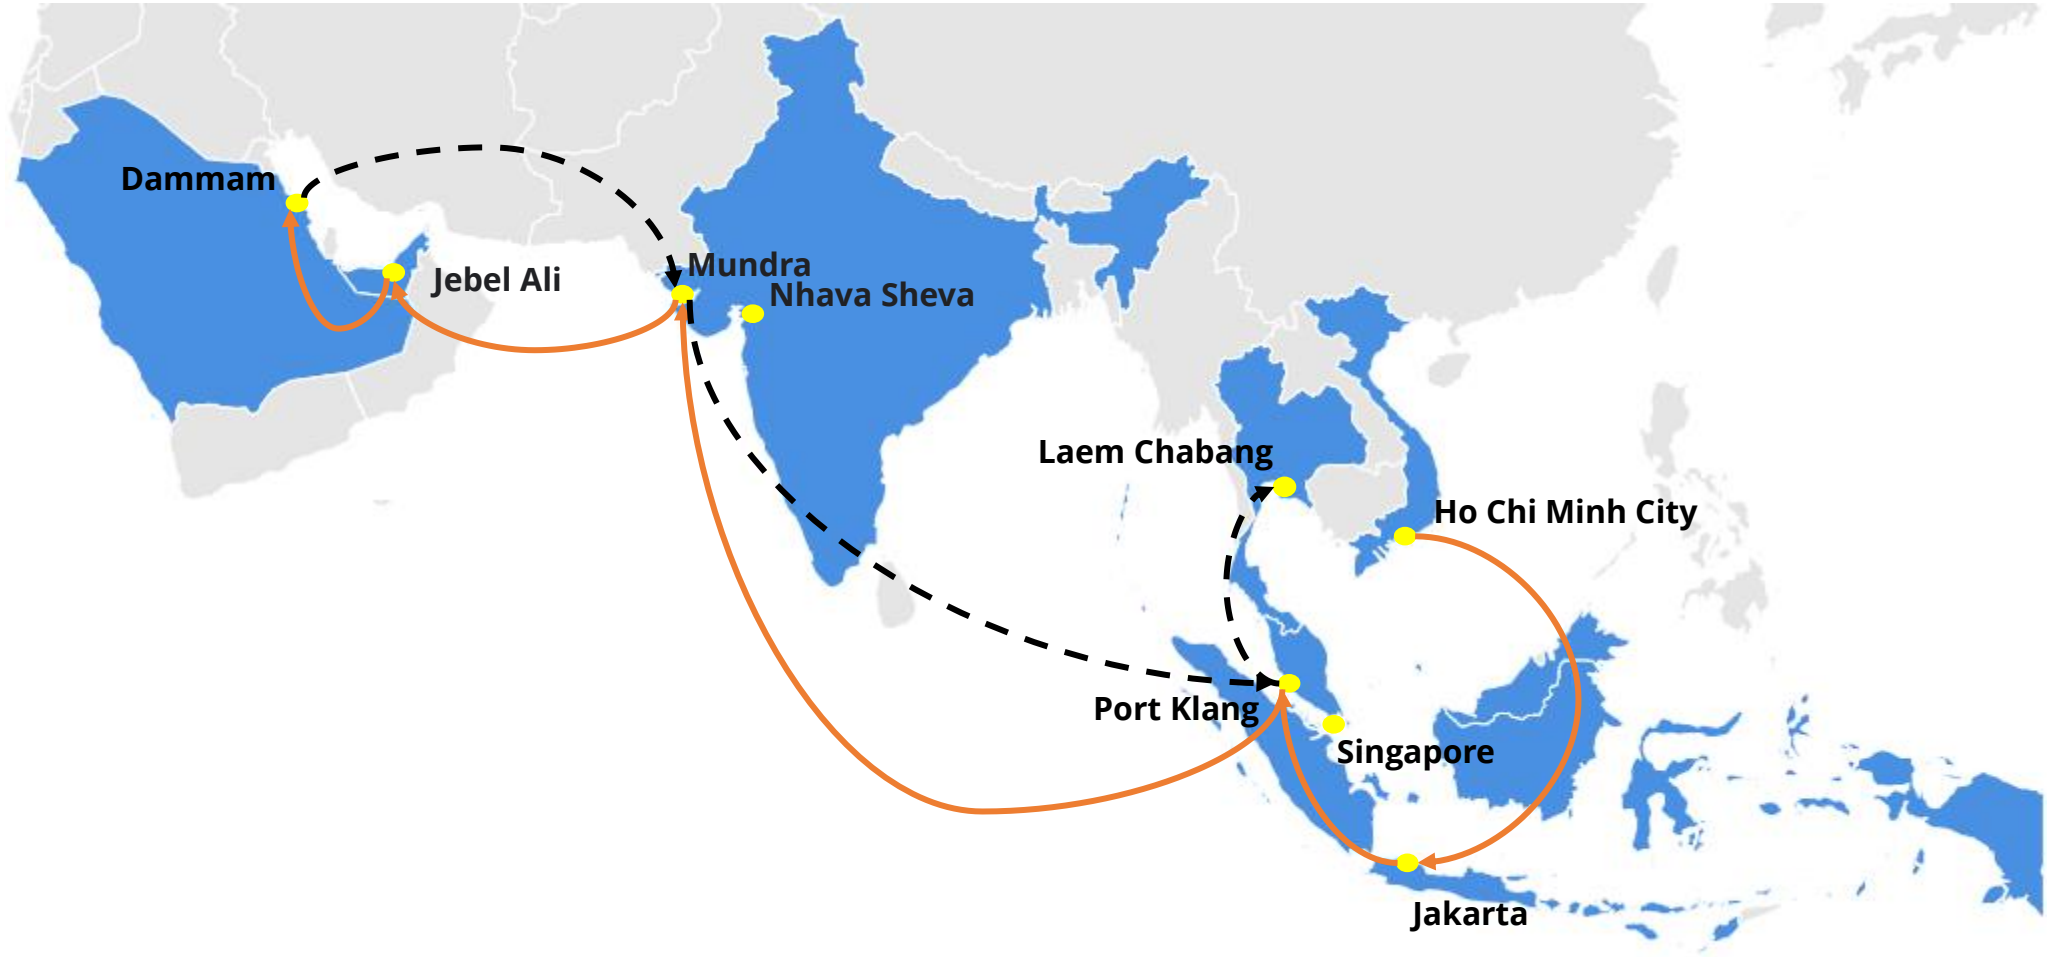 Dammam
Mundra
Jebel Ali
Nhava Sheva
Laem Chabang
Ho Chi Minh City
Port Klang
Singapore
Jakarta